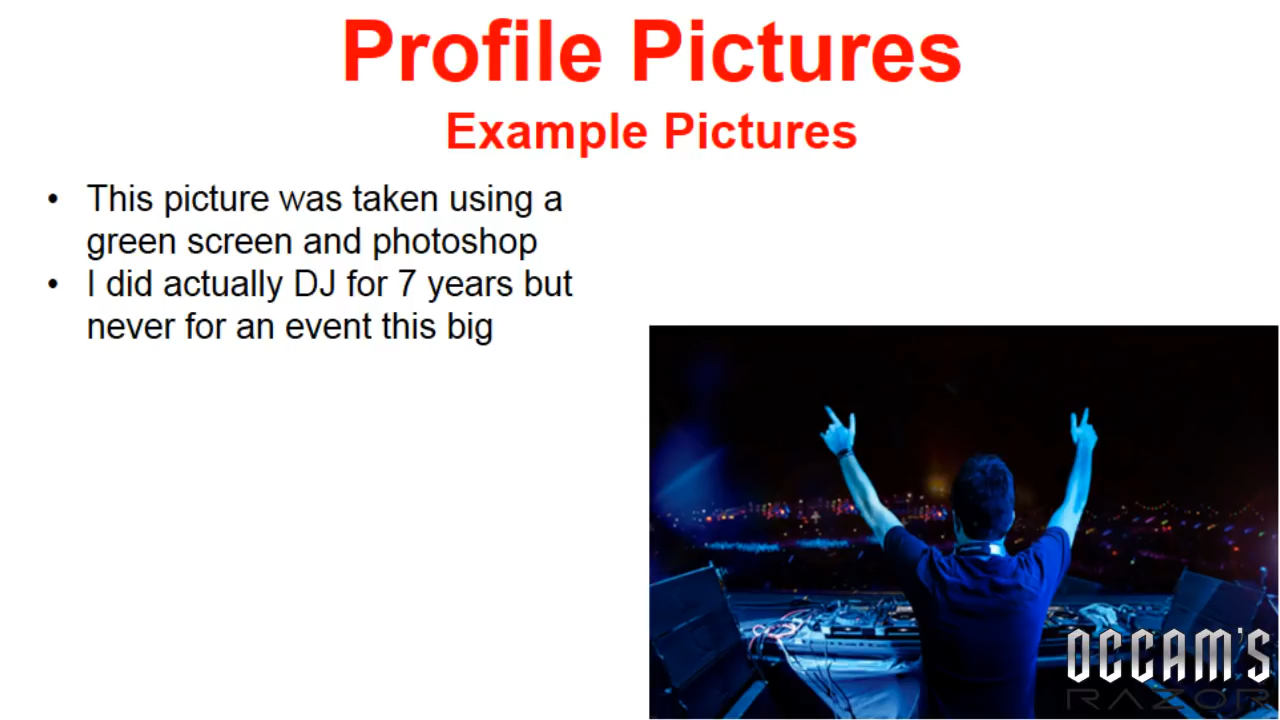 Profile Pictures
Example Pictures
• This picture was taken using a
green screen and photoshop
• I did actually DJ for 7 years but
never for an event this big
OCCAM'S
RAZOR